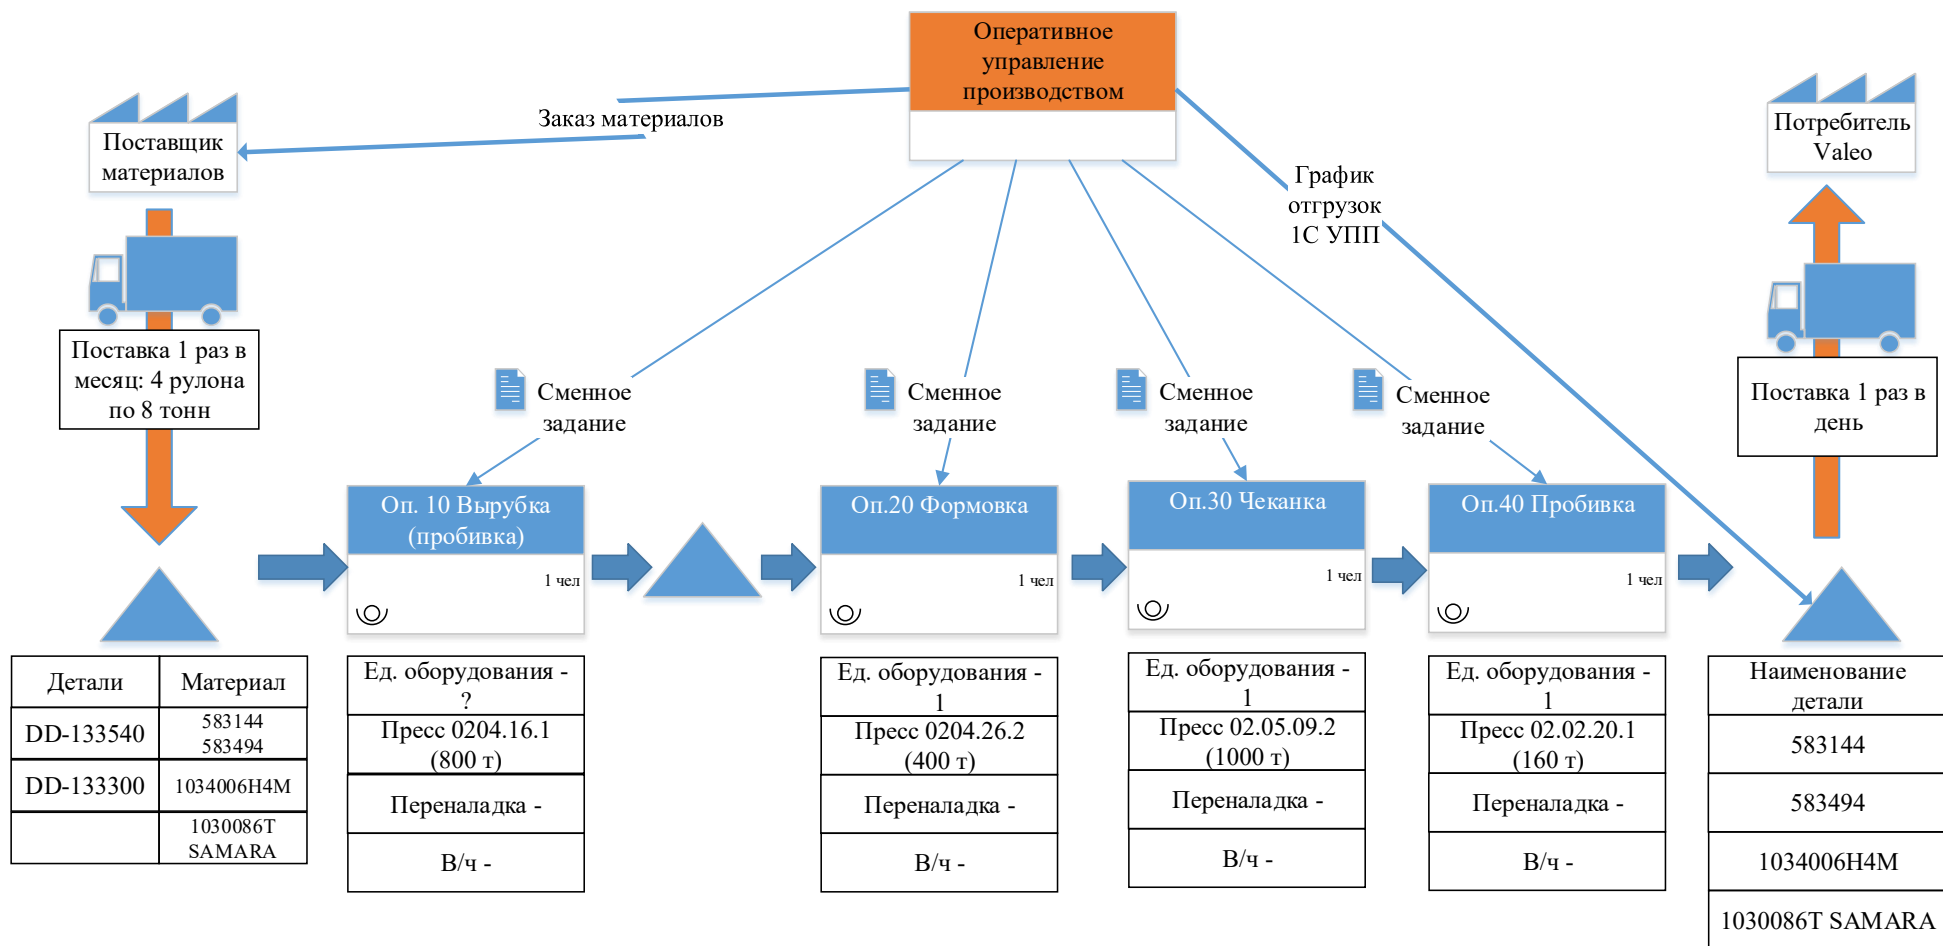 Оперативное
управление
производством
Поставщик
материалов
Заказ материалов
График
отгрузок
1С УПП
Потребитель
Valeo
Поставка 1 раз в
месяц: 4 рулона
по 8 тонн
Поставка 1 раз в
день
Сменное
задание
Сменное
задание
Сменное
задание
Сменное
задание
Оп. 10 Вырубка
(пробивка)
1 чел
Оп.20 Формовка
1 чел
Оп.30 Чеканка
1 чел
Оп.40 Пробивка
1 чел
Детали
Материал
DD-133540
583144
583494
DD-133300
1034006H4M
1030086T
SAMARA
Ед. оборудования -
?
Пресс 0204.16.1
(800 т)
Переналадка -
В/ч -
Ед. оборудования -
1
Пресс 0204.26.2
(400 т)
Переналадка -
В/ч -
Ед. оборудования -
1
Пресс 02.05.09.2
(1000 т)
Переналадка -
В/ч -
Ед. оборудования -
1
Пресс 02.02.20.1
(160 т)
Переналадка -
В/ч -
Наименование
детали
583144
583494
1034006H4M
1030086T SAMARA